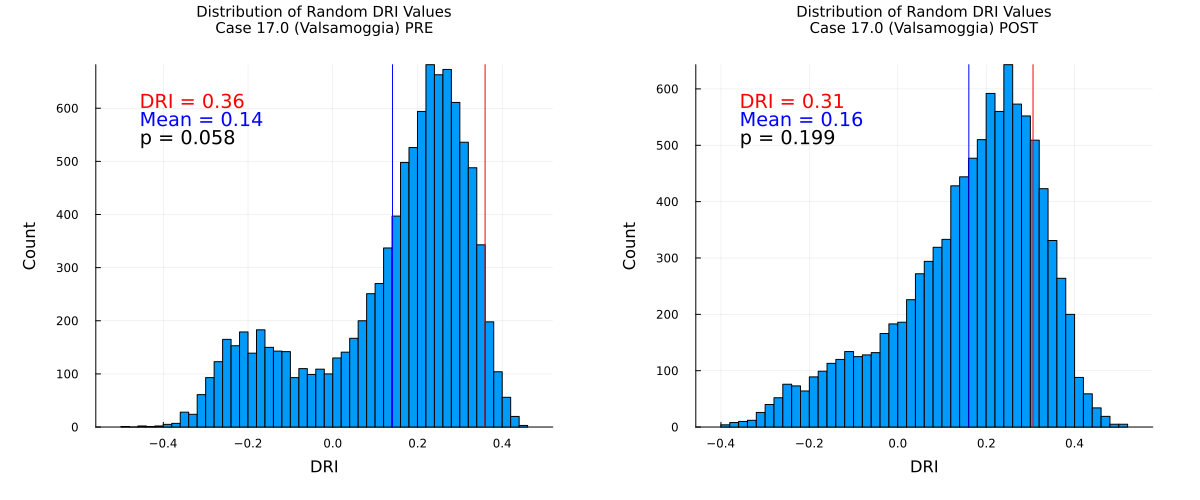 Distribution of Random DRI Values
Case 17.0 (Valsamoggia) PRE
DRI = 0.36
Mean = 0.14
p = 0.058
Count
600
500
400
300
200
100
0
−0.4
−0.2
0.0
0.2
0.4
DRI
Distribution of Random DRI Values
Case 17.0 (Valsamoggia) POST
DRI = 0.31
Mean = 0.16
p = 0.199
Count
600
500
400
300
200
100
0
−0.4
−0.2
0.0
0.2
0.4
DRI